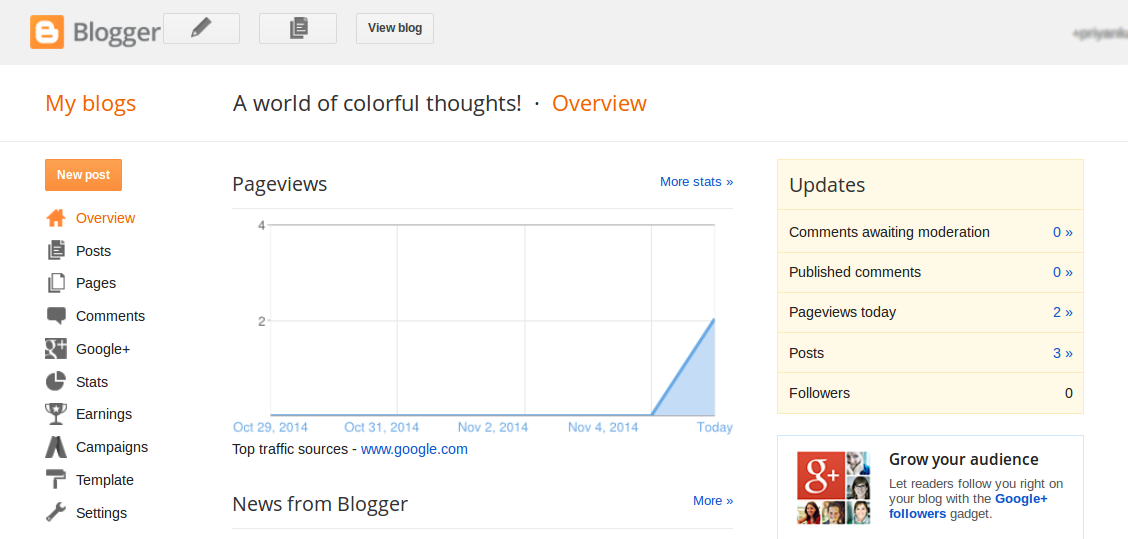 Blogger
View blog
My blogs
A world of colorful thoughts! · Overview
New post
Overview
Posts
Pages
Comments
Google+
Stats
Earnings
Campaigns
Template
Settings
Pageviews
More stats »
4
2
Oct 29, 2014 Oct 31, 2014 Nov 2, 2014 Nov 4, 2014 Today
Top traffic sources - www.google.com
News from Blogger
More »
Updates
Comments awaiting moderation 0 »
Published comments 0 »
Pageviews today 2 »
Posts 3 »
Followers 0
g+
Grow your audience
Let readers follow you right on
your blog with the Google+
followers gadget.